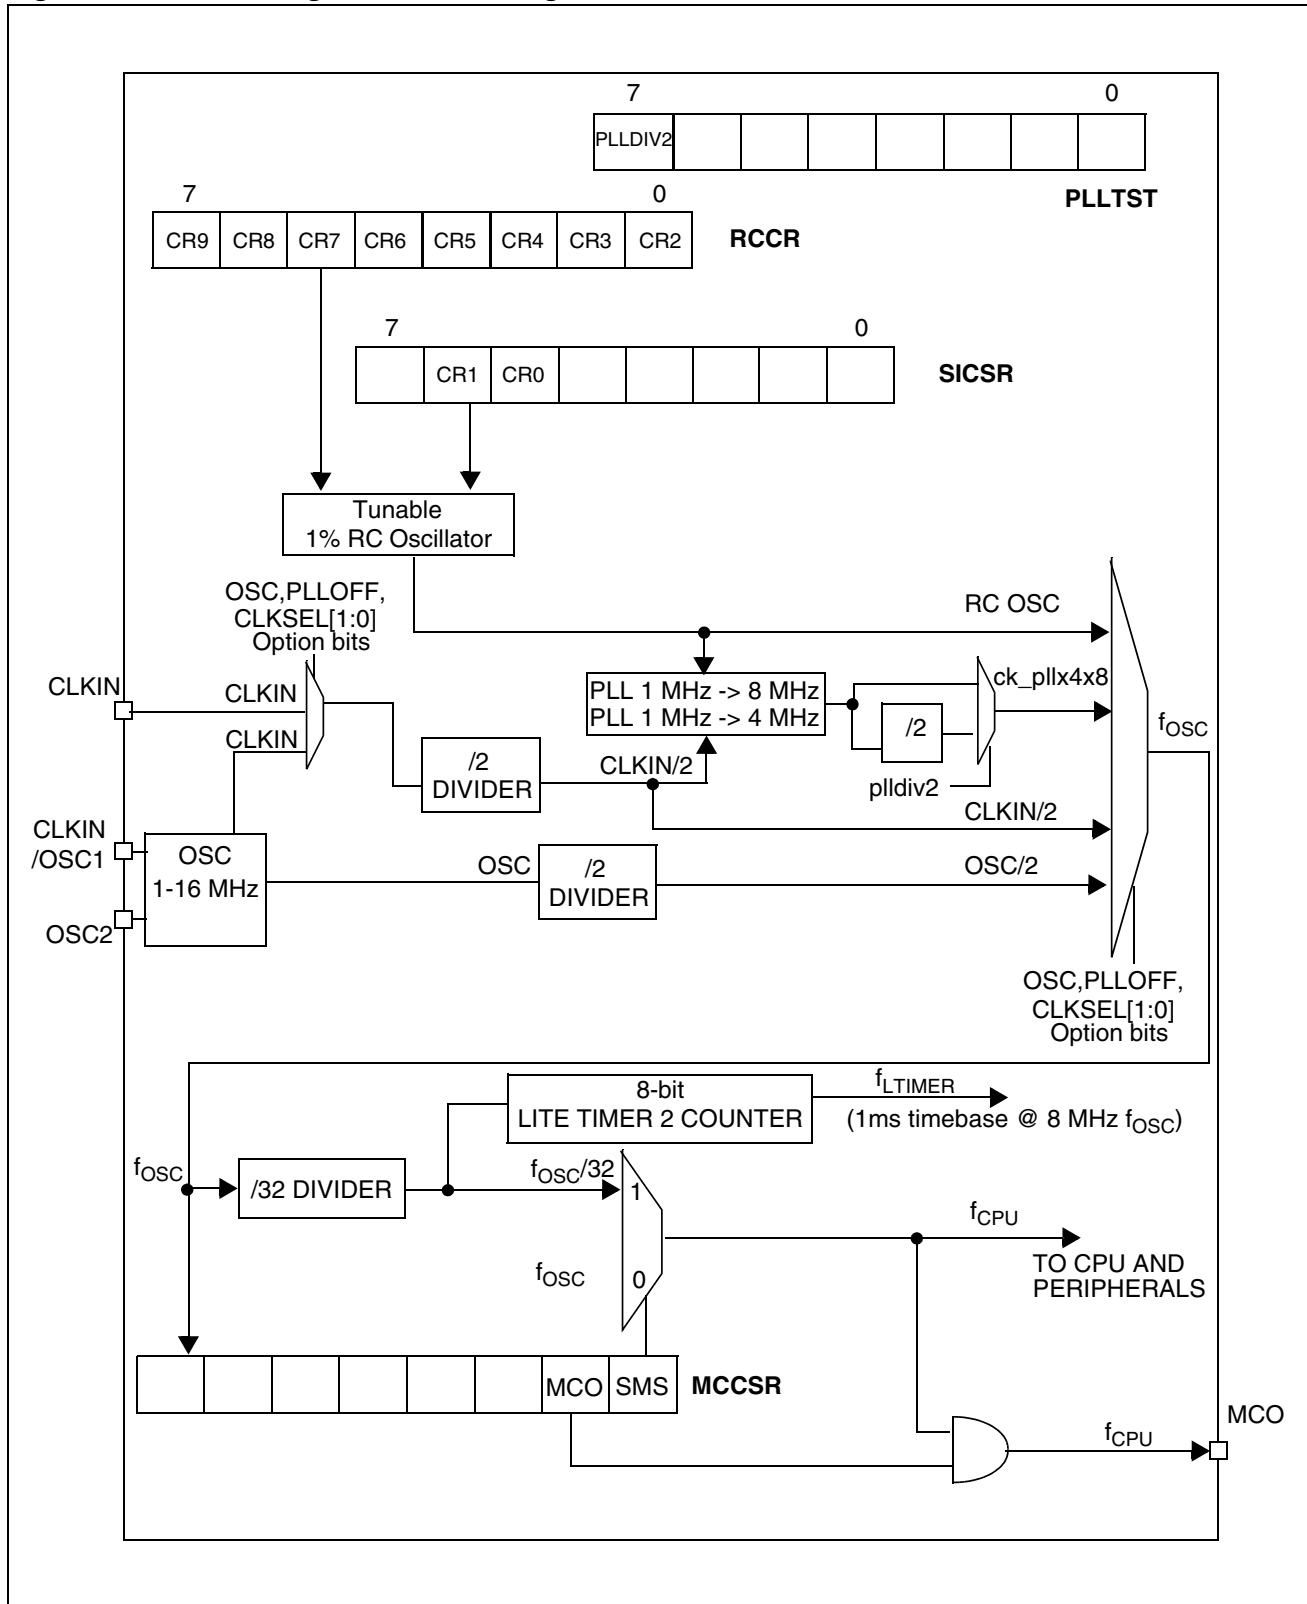 7 0
PLLDIV2
PLLTST
7 0
CR9 CR8 CR7 CR6 CR5 CR4 CR3 CR2 RCCR
7 0
CR1 CR0 SICSR
Tunable
1% RC Oscillator
OSC,PLLOFF,
CLKSEL[1:0]
Option bits
RC OSC
CLKIN
CLKIN
CLKIN
PLL 1 MHz -> 8 MHz
PLL 1 MHz -> 4 MHz
/2
ck_pllx4x8
fOSC
/2
DIVIDER
CLKIN/2
plldiv2
CLKIN/2
CLKIN
/OSC1
OSC
1-16 MHz
OSC
/2
DIVIDER
OSC/2
OSC2
OSC,PLLOFF,
CLKSEL[1:0]
Option bits
8-bit
LITE TIMER 2 COUNTER
fLTIMER
(1ms timebase @ 8 MHz fOSC)
fOSC
/32 DIVIDER
fOSC/32
1
fCPU
TO CPU AND
PERIPHERALS
fOSC
0
MCO SMS MCCSR
fCPU
MCO